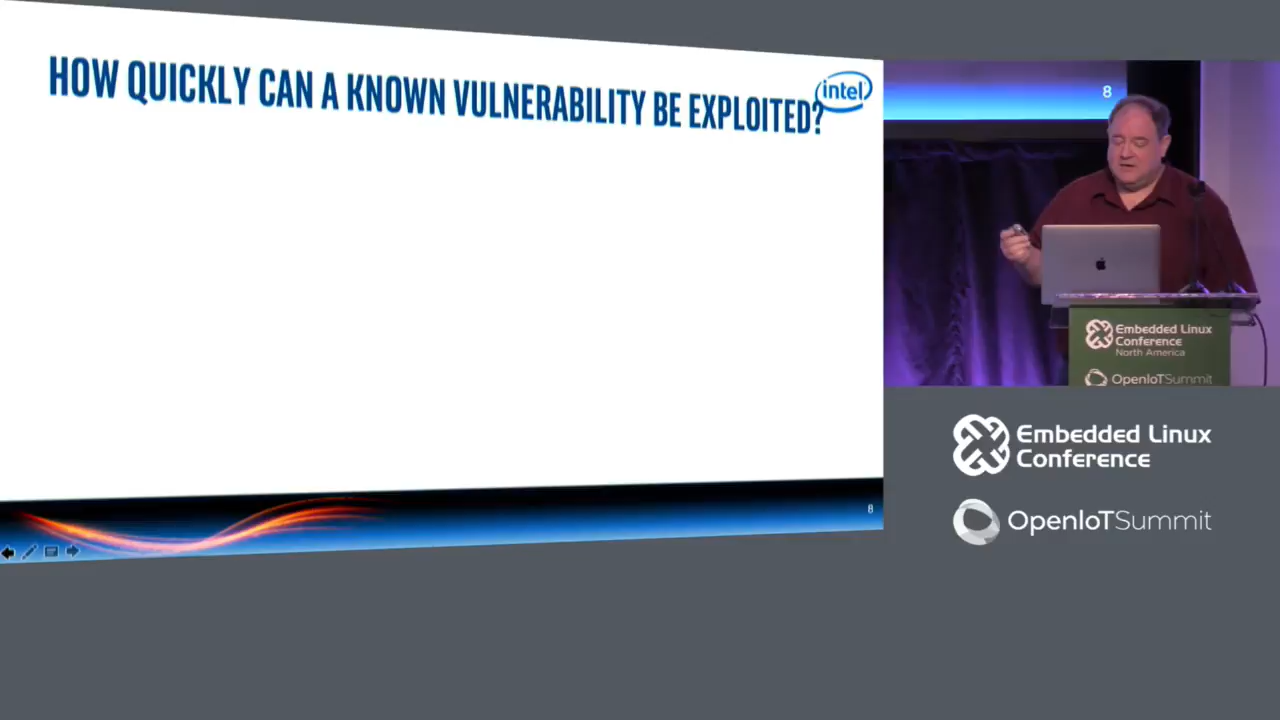 HOW QUICKLY CAN A KNOWN VULNERABILITY BE EXPLOITED?
intel
8
8
Embedded Linux
Conference
North America
OpenIoTSummit
Embedded Linux
Conference
OpenIoTSummit